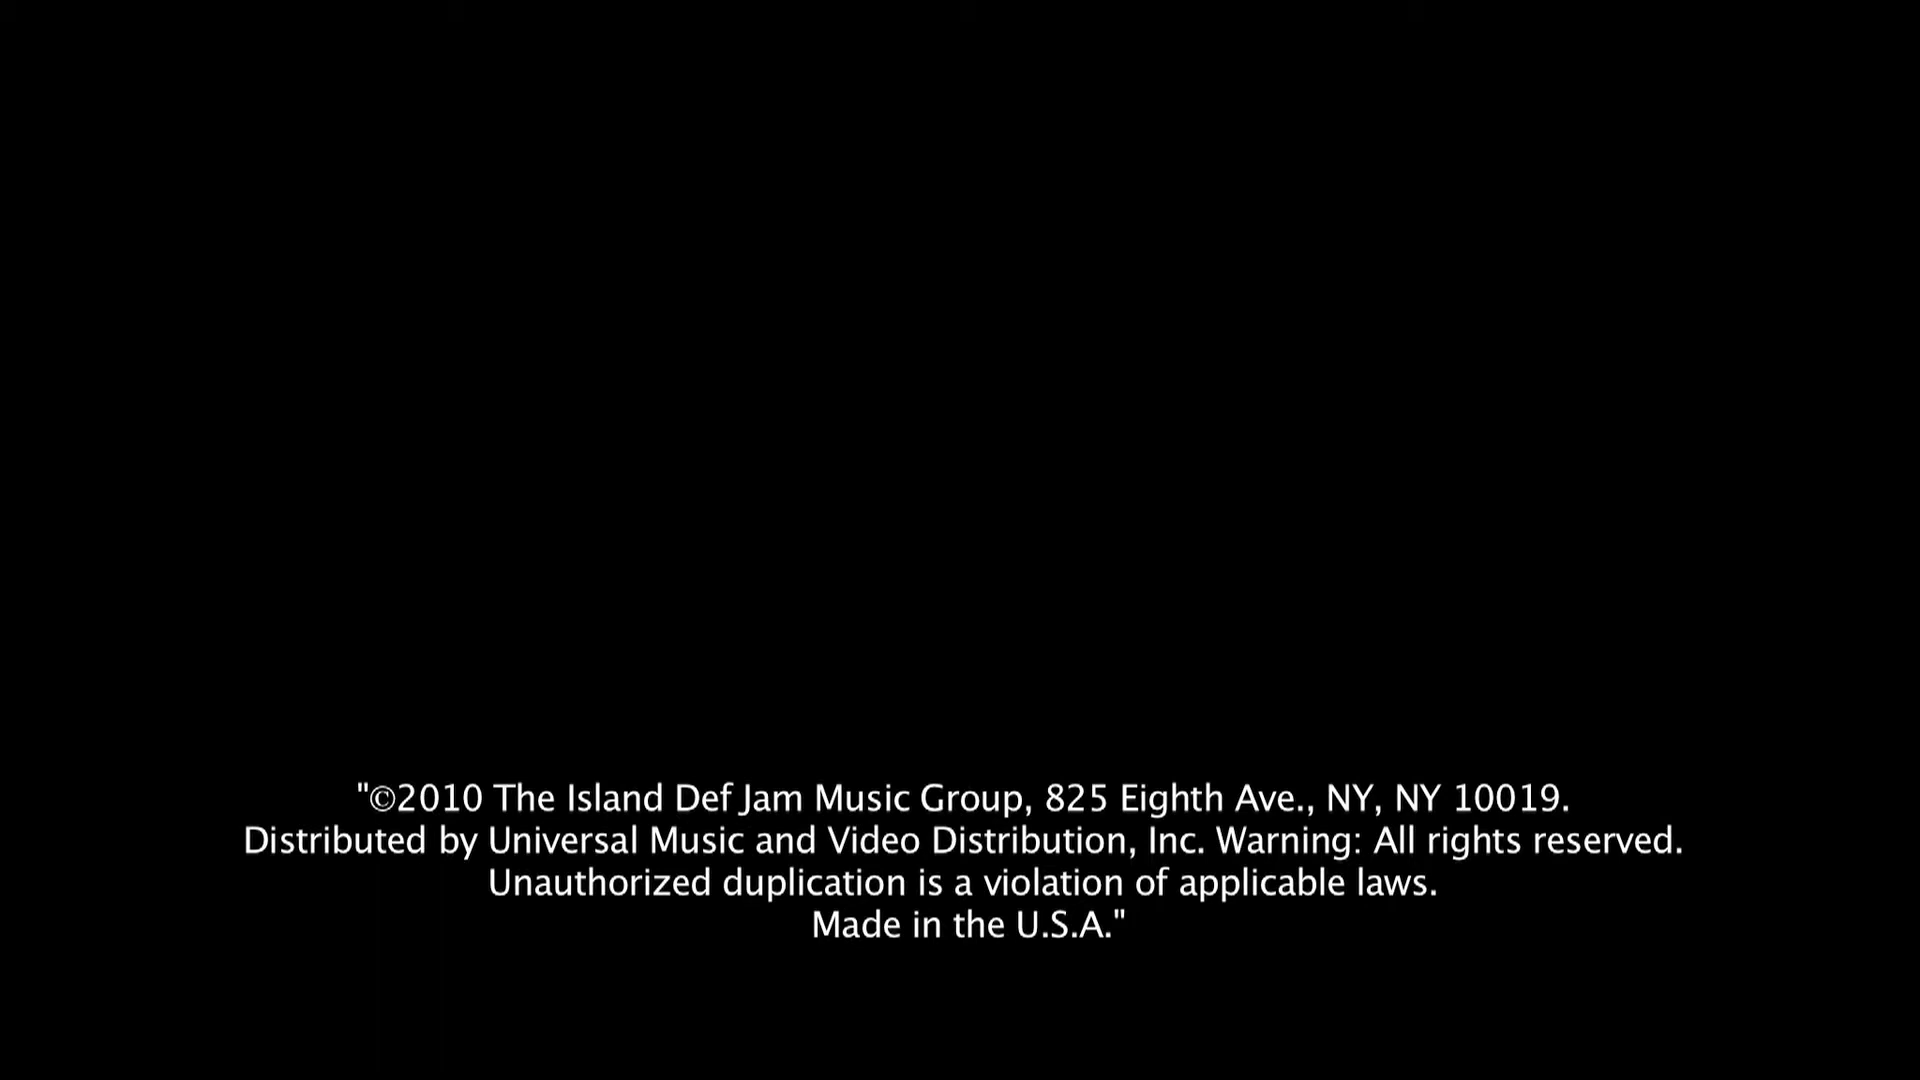 "©2010 The Island Def Jam Music Group, 825 Eighth Ave., NY, NY 10019.
Distributed by Universal Music and Video Distribution, Inc. Warning: All rights reserved.
Unauthorized duplication is a violation of applicable laws.
Made in the U.S.A."